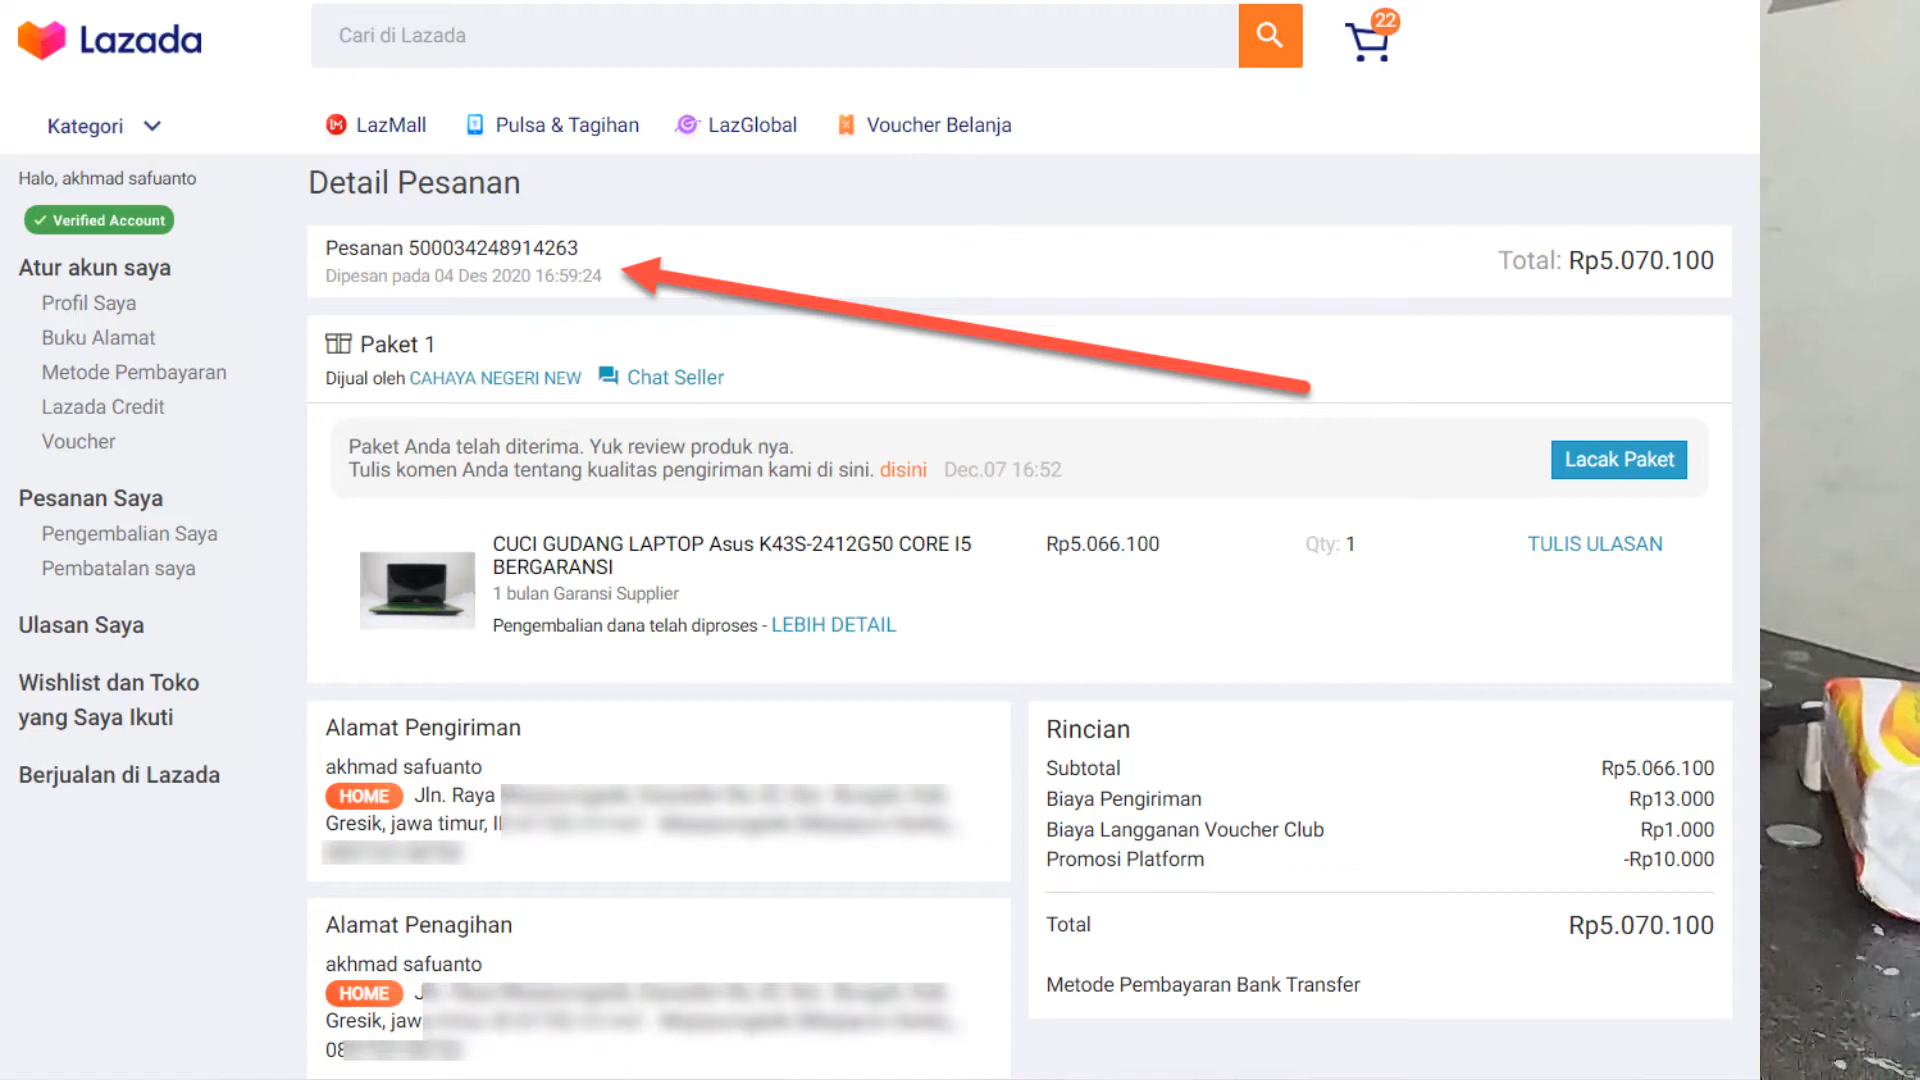 Lazada
Cari di Lazada
22
Kategori
LazMall
Pulsa & Tagihan
LazGlobal
Voucher Belanja
Halo, akhmad safuanto
Verified Account
Atur akun saya
Profil Saya
Buku Alamat
Metode Pembayaran
Lazada Credit
Voucher
Pesanan Saya
Pengembalian Saya
Pembatalan saya
Ulasan Saya
Wishlist dan Toko
yang Saya Ikuti
Berjualan di Lazada
Detail Pesanan
Pesanan 500034248914263
Dipesan pada 04 Des 2020 16:59:24
Total: Rp5.070.100
Paket 1
Dijual oleh CAHAYA NEGERI NEW Chat Seller
Paket Anda telah diterima. Yuk review produk nya.
Tulis komen Anda tentang kualitas pengiriman kami di sini. disini Dec.07 16:52
Lacak Paket
CUCI GUDANG LAPTOP Asus K43S-2412G50 CORE I5
BERGARANSI
1 bulan Garansi Supplier
Pengembalian dana telah diproses - LEBIH DETAIL
Rp5.066.100
Qty: 1
TULIS ULASAN
Alamat Pengiriman
akhmad safuanto
HOME Jln. Raya
Gresik, jawa timur,
Alamat Penagihan
akhmad safuanto
HOME
Gresik,
Rincian
Subtotal Rp5.066.100
Biaya Pengiriman Rp13.000
Biaya Langganan Voucher Club Rp1.000
Promosi Platform -Rp10.000
Total Rp5.070.100
Metode Pembayaran Bank Transfer